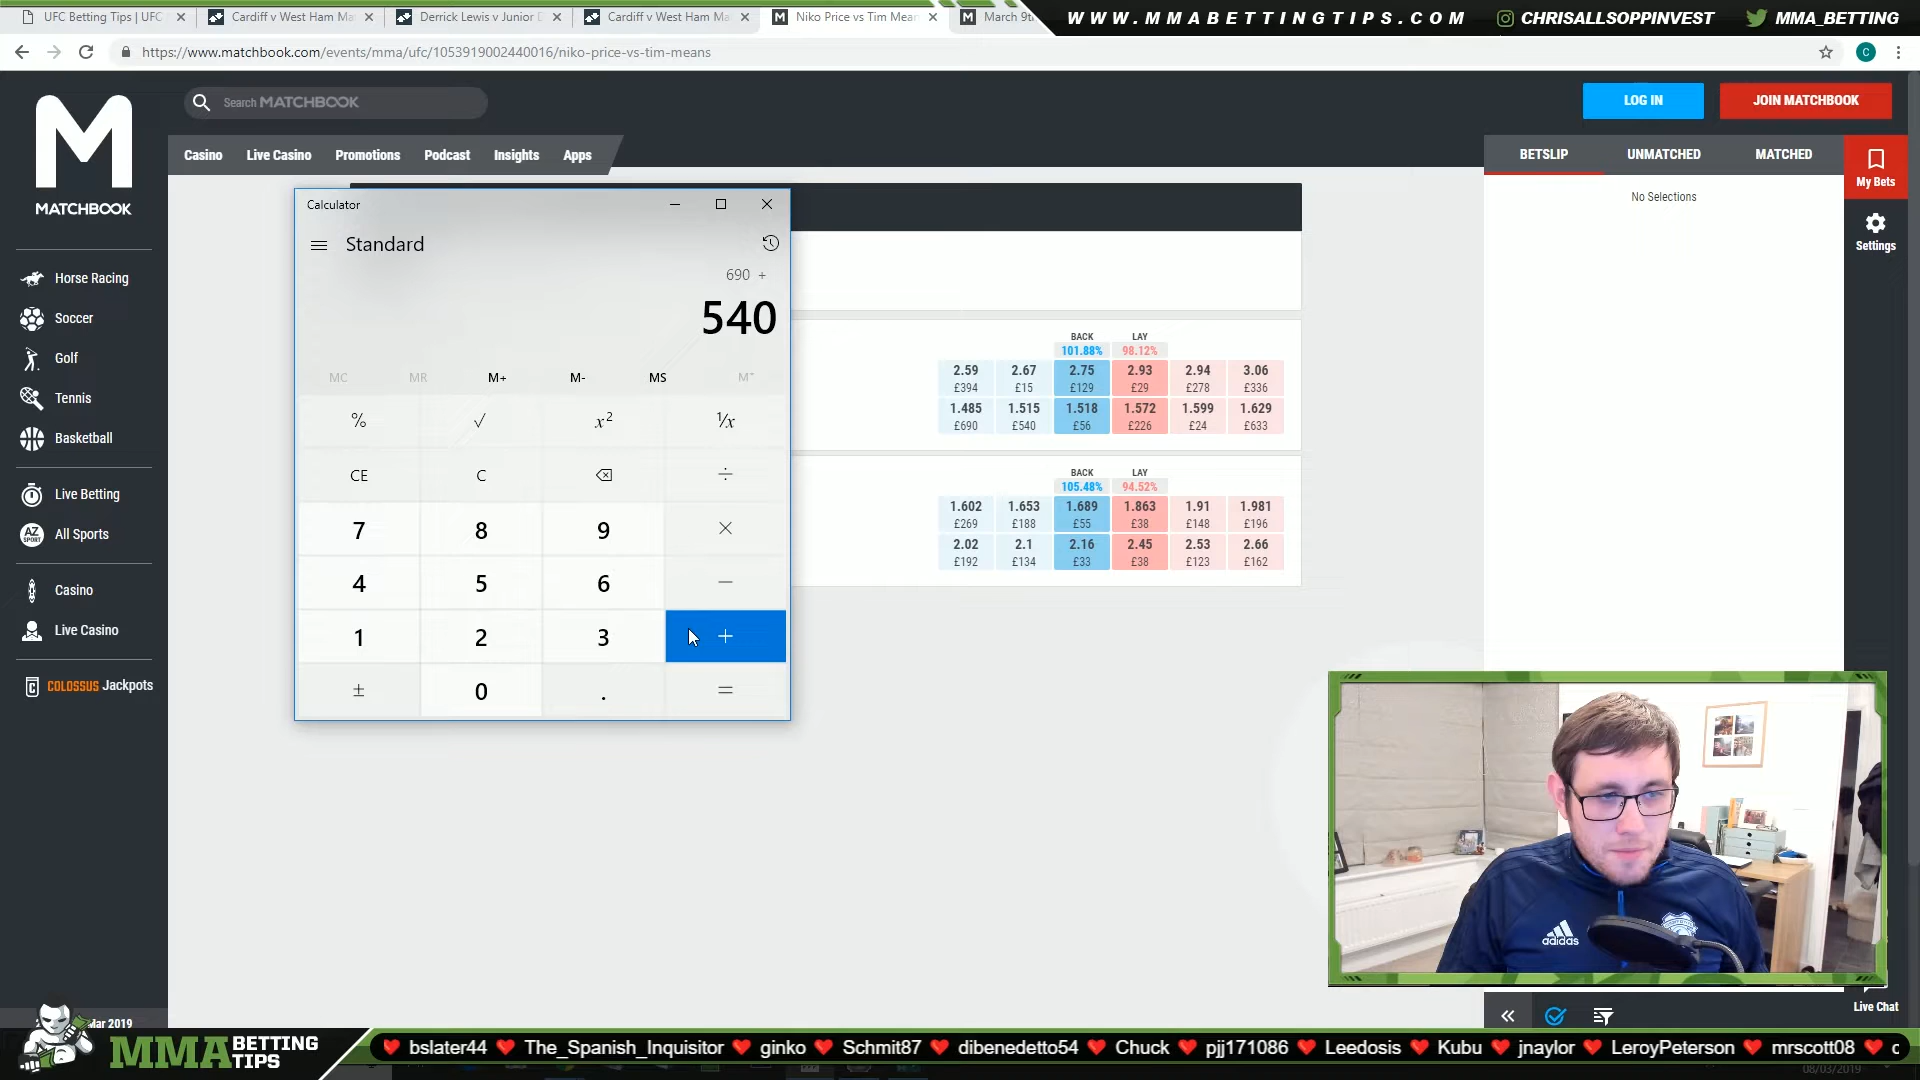 UFC Betting Tips | UFC
Cardiff v West Ham Ma
Derrick Lewis v Junior
Cardiff v West Ham Ma
Niko Price vs Tim Mean
March 9th
WWW.MMABETTINGTIPS.COM
CHRISALLSOPPINVEST
MMA_BETTING
https://www.matchbook.com/events/mma/ufc/1053919002440016/niko-price-vs-tim-means
C
M
MATCHBOOK
Search MATCHBOOK
LOG IN
JOIN MATCHBOOK
Casino Live Casino Promotions Podcast Insights Apps
BETSLIP UNMATCHED MATCHED
My Bets
No Selections
Settings
Horse Racing
Soccer
Golf
Tennis
Basketball
Live Betting
AZ SPORT All Sports
Casino
Live Casino
COLOSSUS Jackpots
Calculator
Standard
690 +
540
MC MR M+ M- MS M˅
% √ x² ¹/x
CE C ÷
7 8 9 ×
4 5 6 −
1 2 3 +
± 0 . =
BACK LAY
101.88% 98.12%
2.59 2.67 2.75 2.93 2.94 3.06
£394 £15 £129 £29 £278 £336
1.485 1.515 1.518 1.572 1.599 1.629
£690 £540 £56 £226 £24 £633
BACK LAY
105.48% 94.52%
1.602 1.653 1.689 1.863 1.91 1.981
£269 £188 £55 £38 £148 £196
2.02 2.1 2.16 2.45 2.53 2.66
£192 £134 £33 £38 £123 £162
adidas
Live Chat
Mar 2019
MMA BETTING TIPS
bslater44 ❤ The_Spanish_Inquisitor ❤ ginko ❤ Schmit87 ❤ dibenedetto54 ❤ Chuck ❤ pjj171086 ❤ Leedosis ❤ Kubu ❤ jnaylor ❤ LeroyPeterson ❤ mrscott08 ❤
08/03/2019